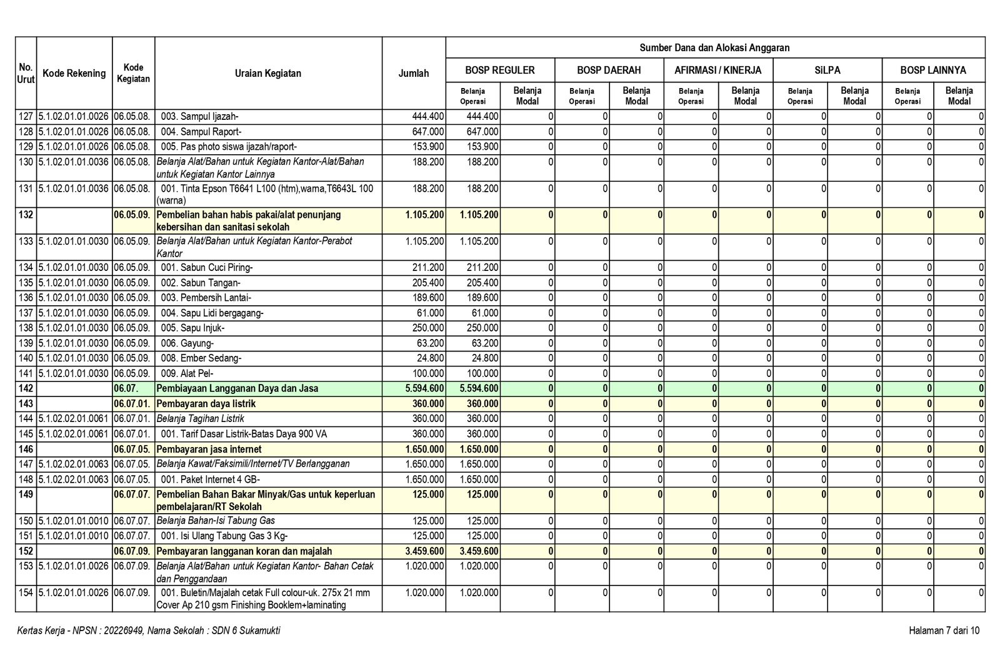 No. Urut | Kode Rekening | Kode Kegiatan | Uraian Kegiatan | Jumlah | Sumber Dana dan Alokasi Anggaran
BOSP REGULER | BOSP DAERAH | AFIRMASI / KINERJA | SiLPA | BOSP LAINNYA
Belanja Operasi | Belanja Modal | Belanja Operasi | Belanja Modal | Belanja Operasi | Belanja Modal | Belanja Operasi | Belanja Modal | Belanja Operasi | Belanja Modal
127 5.1.02.01.01.0026 06.05.08. 003. Sampul Ijazah- 444.400 444.400 0 0 0 0 0 0 0 0 0
128 5.1.02.01.01.0026 06.05.08. 004. Sampul Raport- 647.000 647.000 0 0 0 0 0 0 0 0 0
129 5.1.02.01.01.0026 06.05.08. 005. Pas photo siswa ijazah/raport- 153.900 153.900 0 0 0 0 0 0 0 0 0
130 5.1.02.01.01.0036 06.05.08. Belanja Alat/Bahan untuk Kegiatan Kantor-Alat/Bahan 188.200 188.200 0 0 0 0 0 0 0 0 0
untuk Kegiatan Kantor Lainnya
131 5.1.02.01.01.0036 06.05.08. 001. Tinta Epson T6641 L100 (htm),warna,T6643L 100 188.200 188.200 0 0 0 0 0 0 0 0 0
(warna)
132 06.05.09. Pembelian bahan habis pakai/alat penunjang 1.105.200 1.105.200 0 0 0 0 0 0 0 0 0
kebersihan dan sanitasi sekolah
133 5.1.02.01.01.0030 06.05.09. Belanja Alat/Bahan untuk Kegiatan Kantor-Perabot 1.105.200 1.105.200 0 0 0 0 0 0 0 0 0
Kantor
134 5.1.02.01.01.0030 06.05.09. 001. Sabun Cuci Piring- 211.200 211.200 0 0 0 0 0 0 0 0 0
135 5.1.02.01.01.0030 06.05.09. 002. Sabun Tangan- 205.400 205.400 0 0 0 0 0 0 0 0 0
136 5.1.02.01.01.0030 06.05.09. 003. Pembersih Lantai- 189.600 189.600 0 0 0 0 0 0 0 0 0
137 5.1.02.01.01.0030 06.05.09. 004. Sapu Lidi bergagang- 61.000 61.000 0 0 0 0 0 0 0 0 0
138 5.1.02.01.01.0030 06.05.09. 005. Sapu Injuk- 250.000 250.000 0 0 0 0 0 0 0 0 0
139 5.1.02.01.01.0030 06.05.09. 006. Gayung- 63.200 63.200 0 0 0 0 0 0 0 0 0
140 5.1.02.01.01.0030 06.05.09. 008. Ember Sedang- 24.800 24.800 0 0 0 0 0 0 0 0 0
141 5.1.02.01.01.0030 06.05.09. 009. Alat Pel- 100.000 100.000 0 0 0 0 0 0 0 0 0
142 06.07. Pembiayaan Langganan Daya dan Jasa 5.594.600 5.594.600 0 0 0 0 0 0 0 0 0
143 06.07.01. Pembayaran daya listrik 360.000 360.000 0 0 0 0 0 0 0 0 0
144 5.1.02.02.01.0061 06.07.01. Belanja Tagihan Listrik 360.000 360.000 0 0 0 0 0 0 0 0 0
145 5.1.02.02.01.0061 06.07.01. 001. Tarif Dasar Listrik-Batas Daya 900 VA 360.000 360.000 0 0 0 0 0 0 0 0 0
146 06.07.05. Pembayaran jasa internet 1.650.000 1.650.000 0 0 0 0 0 0 0 0 0
147 5.1.02.02.01.0063 06.07.05. Belanja Kawat/Faksimili/Internet/TV Berlangganan 1.650.000 1.650.000 0 0 0 0 0 0 0 0 0
148 5.1.02.02.01.0063 06.07.05. 001. Paket Internet 4 GB- 1.650.000 1.650.000 0 0 0 0 0 0 0 0 0
149 06.07.07. Pembelian Bahan Bakar Minyak/Gas untuk keperluan 125.000 125.000 0 0 0 0 0 0 0 0 0
pembelajaran/RT Sekolah
150 5.1.02.01.01.0010 06.07.07. Belanja Bahan-Isi Tabung Gas 125.000 125.000 0 0 0 0 0 0 0 0 0
151 5.1.02.01.01.0010 06.07.07. 001. Isi Ulang Tabung Gas 3 Kg- 125.000 125.000 0 0 0 0 0 0 0 0 0
152 06.07.09. Pembayaran langganan koran dan majalah 3.459.600 3.459.600 0 0 0 0 0 0 0 0 0
153 5.1.02.01.01.0026 06.07.09. Belanja Alat/Bahan untuk Kegiatan Kantor- Bahan Cetak 1.020.000 1.020.000 0 0 0 0 0 0 0 0 0
dan Penggandaan
154 5.1.02.01.01.0026 06.07.09. 001. Buletin/Majalah cetak Full colour-uk. 275x 21 mm 1.020.000 1.020.000 0 0 0 0 0 0 0 0 0
Cover Ap 210 gsm Finishing Booklem+laminating
Kertas Kerja - NPSN : 20226949, Nama Sekolah : SDN 6 Sukamukti
Halaman 7 dari 10